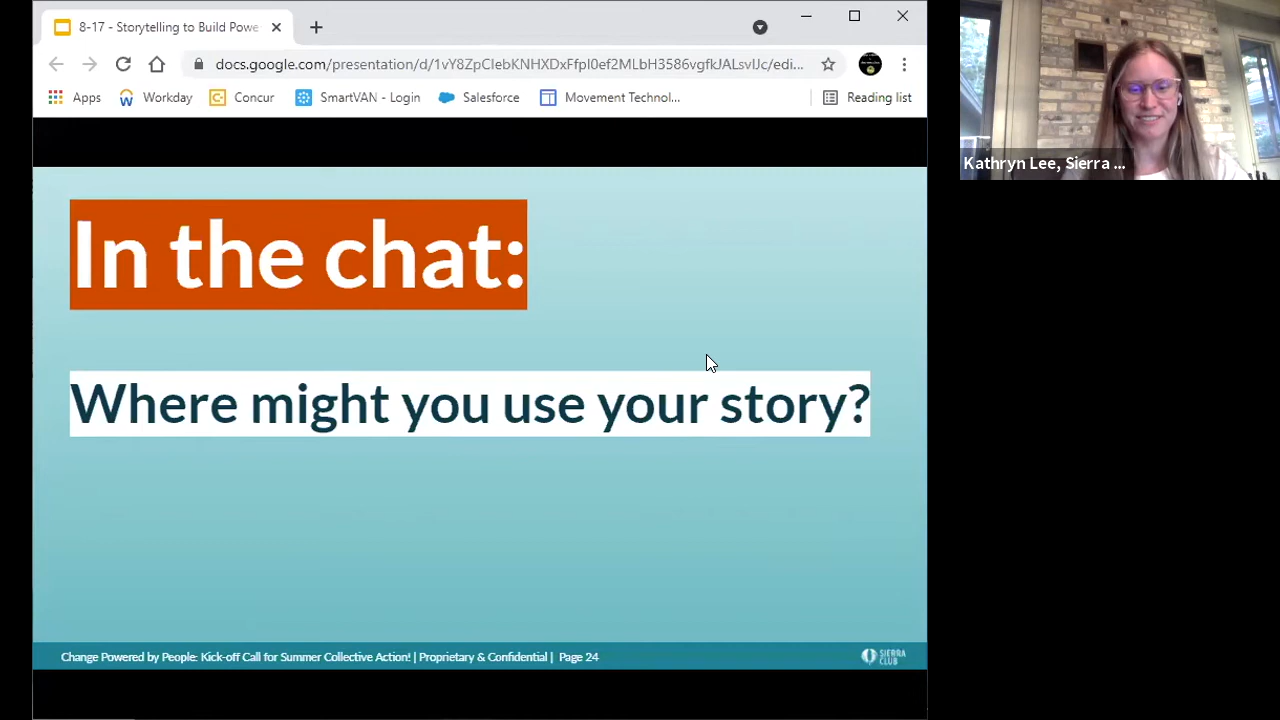 8-17 - Storytelling to Build Powe
docs.google.com/presentation/d/1vY8ZpCIebKNHXDxFfpI0ef2MLbH3586vgfkJALsvIJc/edi...
Apps
Workday
Concur
SmartVAN - Login
Salesforce
Movement Technol...
Reading list
In the chat:
Where might you use your story?
Change Powered by People: Kick-off Call for Summer Collective Action! | Proprietary & Confidential | Page 24
SIERRA
CLUB
Kathryn Lee, Sierra ...